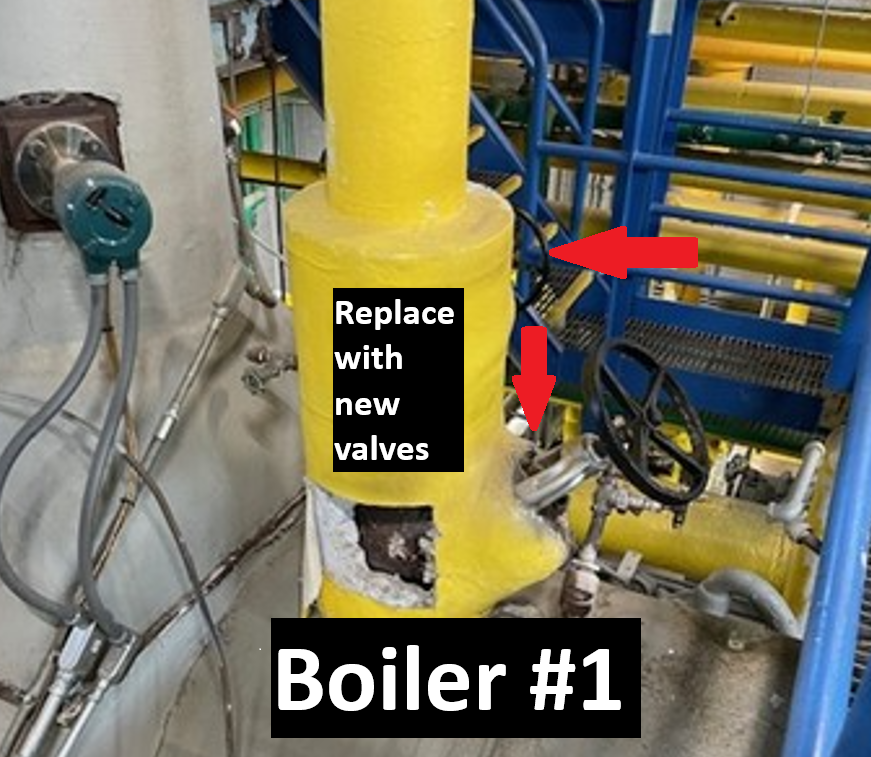 Replace
with
new
valves
Boiler #1